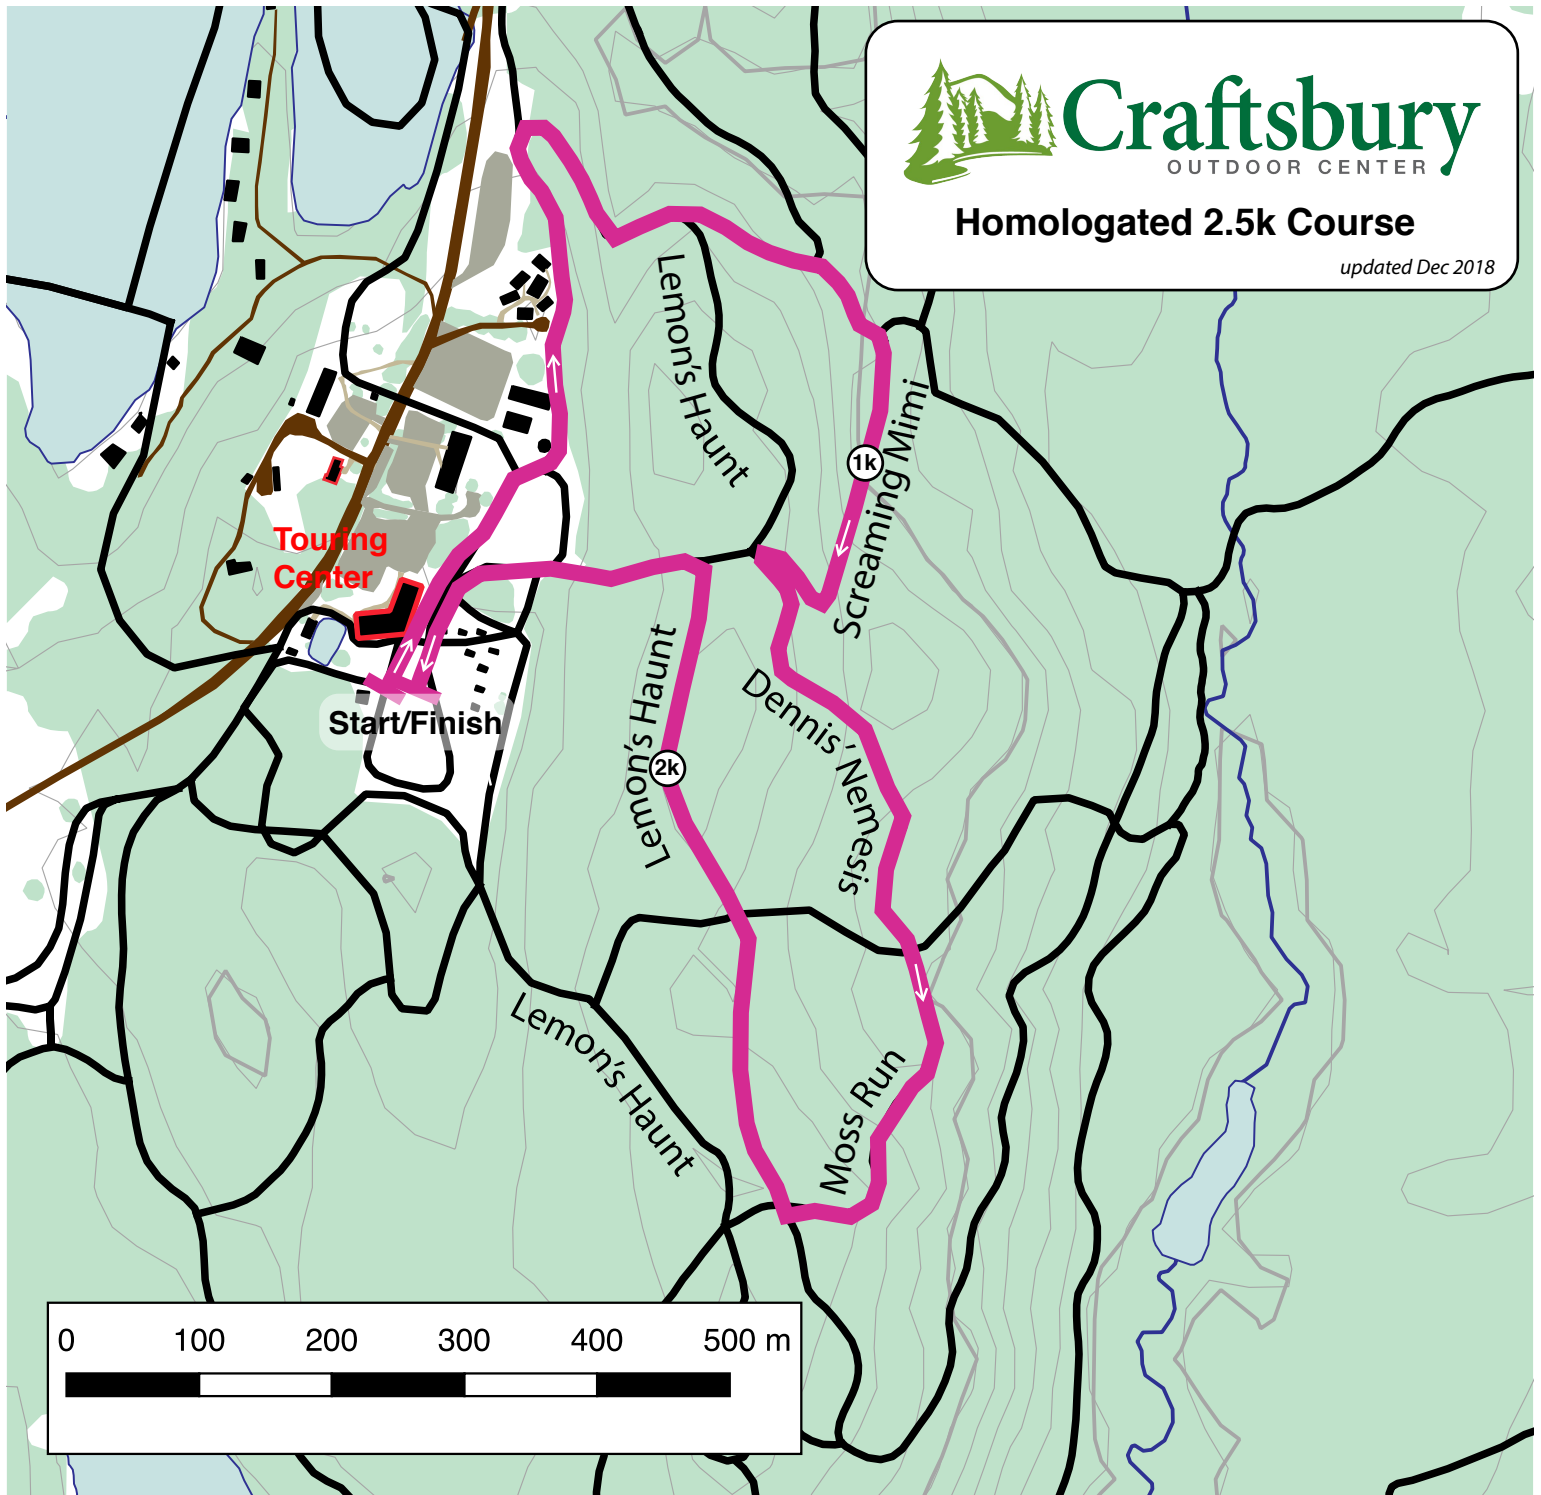 Craftsbury
OUTDOOR CENTER
Homologated 2.5k Course
updated Dec 2018
Lemon's Haunt
Screaming Mimi
1k
Touring
Center
Lemon's Haunt
Dennis' Nemesis
Start/Finish
2k
Lemon's Haunt
Moss Run
0 100 200 300 400 500 m